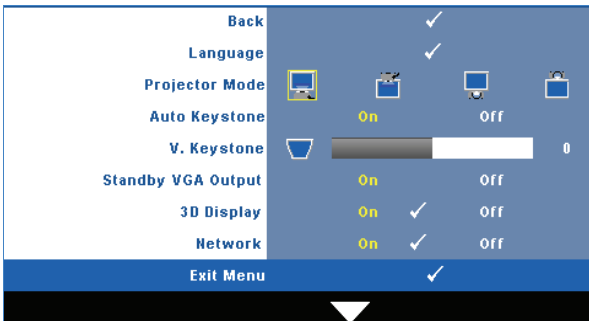 Back
Language
Projector Mode
Auto Keystone On Off
V. Keystone 0
Standby VGA Output On Off
3D Display On Off
Network On Off
Exit Menu